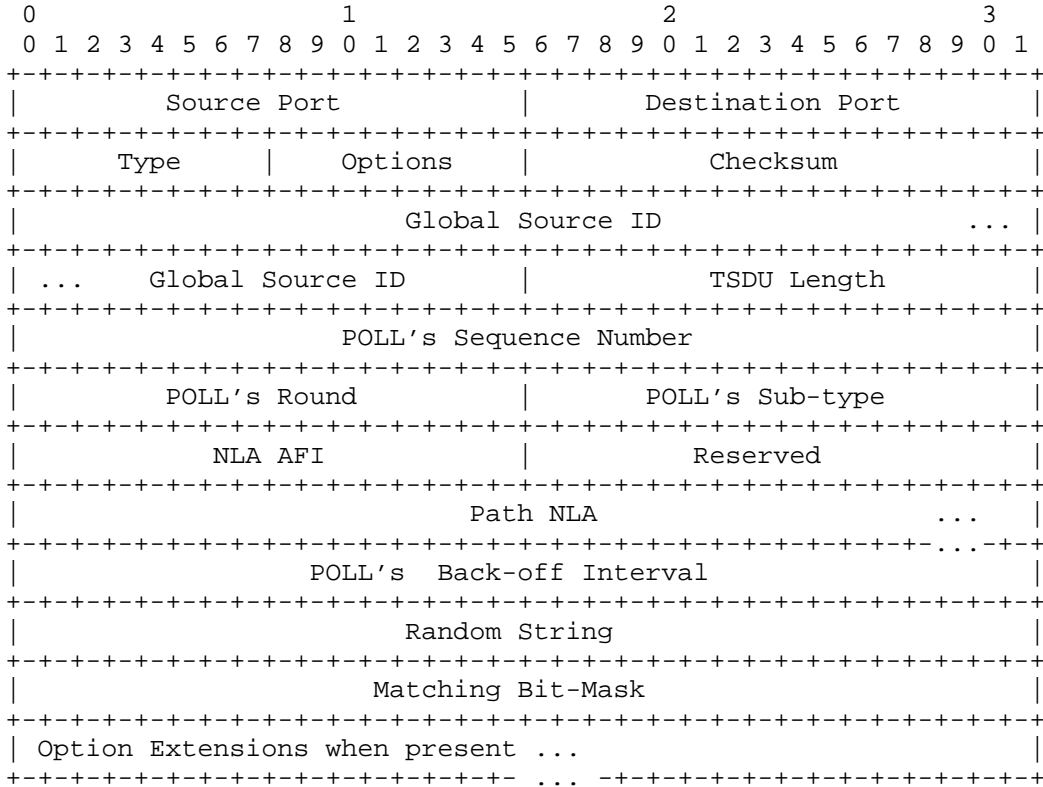 0                   1                   2                   3
 0 1 2 3 4 5 6 7 8 9 0 1 2 3 4 5 6 7 8 9 0 1 2 3 4 5 6 7 8 9 0 1
+-+-+-+-+-+-+-+-+-+-+-+-+-+-+-+-+-+-+-+-+-+-+-+-+-+-+-+-+-+-+-+-+
|         Source Port           |       Destination Port        |
+-+-+-+-+-+-+-+-+-+-+-+-+-+-+-+-+-+-+-+-+-+-+-+-+-+-+-+-+-+-+-+-+
|      Type     |    Options    |           Checksum            |
+-+-+-+-+-+-+-+-+-+-+-+-+-+-+-+-+-+-+-+-+-+-+-+-+-+-+-+-+-+-+-+-+
|                        Global Source ID                   ... |
+-+-+-+-+-+-+-+-+-+-+-+-+-+-+-+-+-+-+-+-+-+-+-+-+-+-+-+-+-+-+-+-+
| ...    Global Source ID       |           TSDU Length         |
+-+-+-+-+-+-+-+-+-+-+-+-+-+-+-+-+-+-+-+-+-+-+-+-+-+-+-+-+-+-+-+-+
|                    POLL’s Sequence Number                     |
+-+-+-+-+-+-+-+-+-+-+-+-+-+-+-+-+-+-+-+-+-+-+-+-+-+-+-+-+-+-+-+-+
|         POLL’s Round          |       POLL’s Sub-type         |
+-+-+-+-+-+-+-+-+-+-+-+-+-+-+-+-+-+-+-+-+-+-+-+-+-+-+-+-+-+-+-+-+
|            NLA AFI            |          Reserved             |
+-+-+-+-+-+-+-+-+-+-+-+-+-+-+-+-+-+-+-+-+-+-+-+-+-+-+-+-+-+-+-+-+
|                            Path NLA                     ...   |
+-+-+-+-+-+-+-+-+-+-+-+-+-+-+-+-+-+-+-+-+-+-+-+-+-+-+-+-+-...-+-+
|                  POLL’s  Back-off Interval                    |
+-+-+-+-+-+-+-+-+-+-+-+-+-+-+-+-+-+-+-+-+-+-+-+-+-+-+-+-+-+-+-+-+
|                        Random String                          |
+-+-+-+-+-+-+-+-+-+-+-+-+-+-+-+-+-+-+-+-+-+-+-+-+-+-+-+-+-+-+-+-+
|                      Matching Bit-Mask                        |
+-+-+-+-+-+-+-+-+-+-+-+-+-+-+-+-+-+-+-+-+-+-+-+-+-+-+-+-+-+-+-+-+
| Option Extensions when present ...                            |
+-+-+-+-+-+-+-+-+-+-+-+-+-+-+-+- ... -+-+-+-+-+-+-+-+-+-+-+-+-+-+